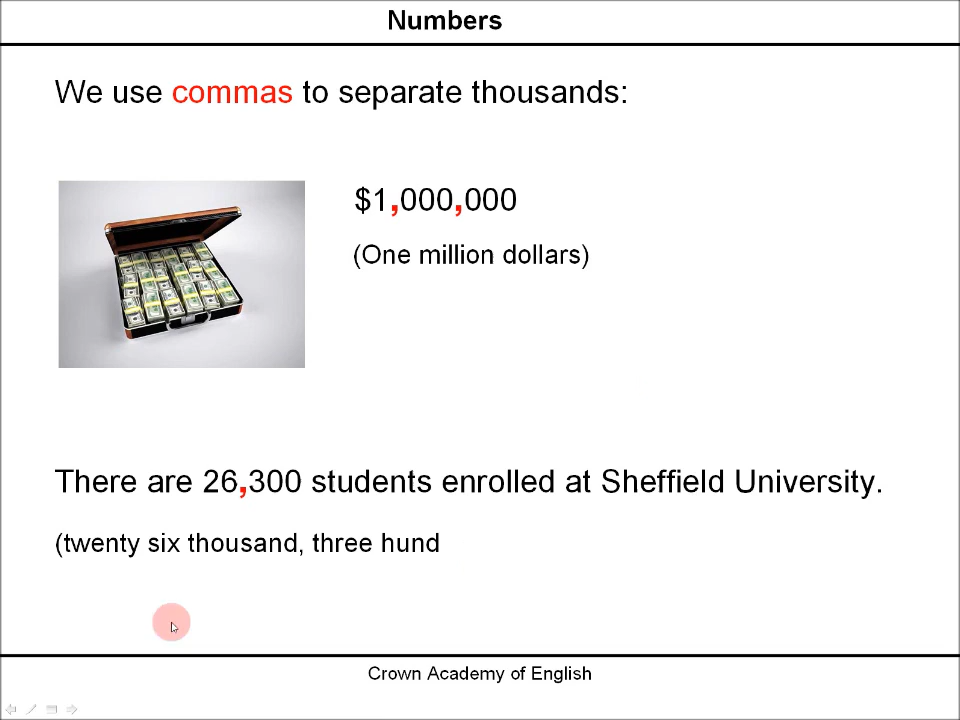 Numbers
We use commas to separate thousands:
$1,000,000
(One million dollars)
There are 26,300 students enrolled at Sheffield University.
(twenty six thousand, three hund
Crown Academy of English